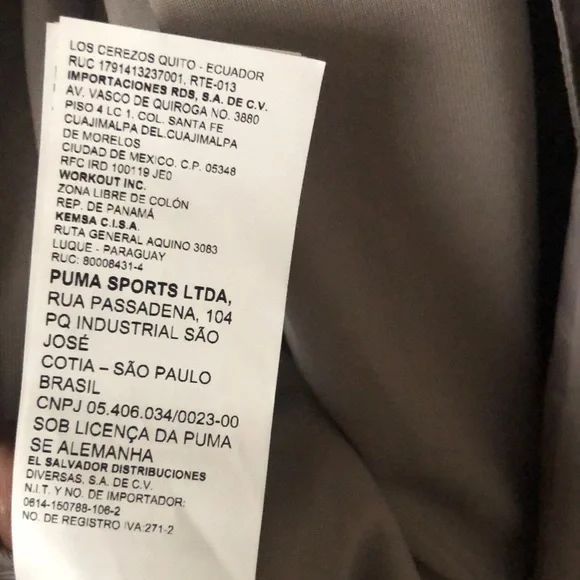 LOS CEREZOS QUITO - ECUADOR
RUC 1791413237001, RTE-013
IMPORTACIONES RDS, S.A. DE C.V.
AV. VASCO DE QUIROGA NO. 3880
PISO 4 LC 1. COL. SANTA FE
CUAJIMALPA DEL.CUAJIMALPA
DE MORELOS
CIUDAD DE MEXICO. C.P. 05348
RFC IRD 100119 JE0
WORKOUT INC.
ZONA LIBRE DE COLÓN
REP. DE PANAMÁ
KEMSA C.I.S.A.
RUTA GENERAL AQUINO 3083
LUQUE - PARAGUAY
RUC: 80008431-4
PUMA SPORTS LTDA,
RUA PASSADENA, 104
PQ INDUSTRIAL SÃO
JOSÉ
COTIA – SÃO PAULO
BRASIL
CNPJ 05.406.034/0023-00
SOB LICENÇA DA PUMA
SE ALEMANHA
EL SALVADOR DISTRIBUCIONES
DIVERSAS, S.A. DE C.V.
N.I.T. Y NO. DE IMPORTADOR:
0614-150788-106-2
NO. DE REGISTRO IVA:271-2